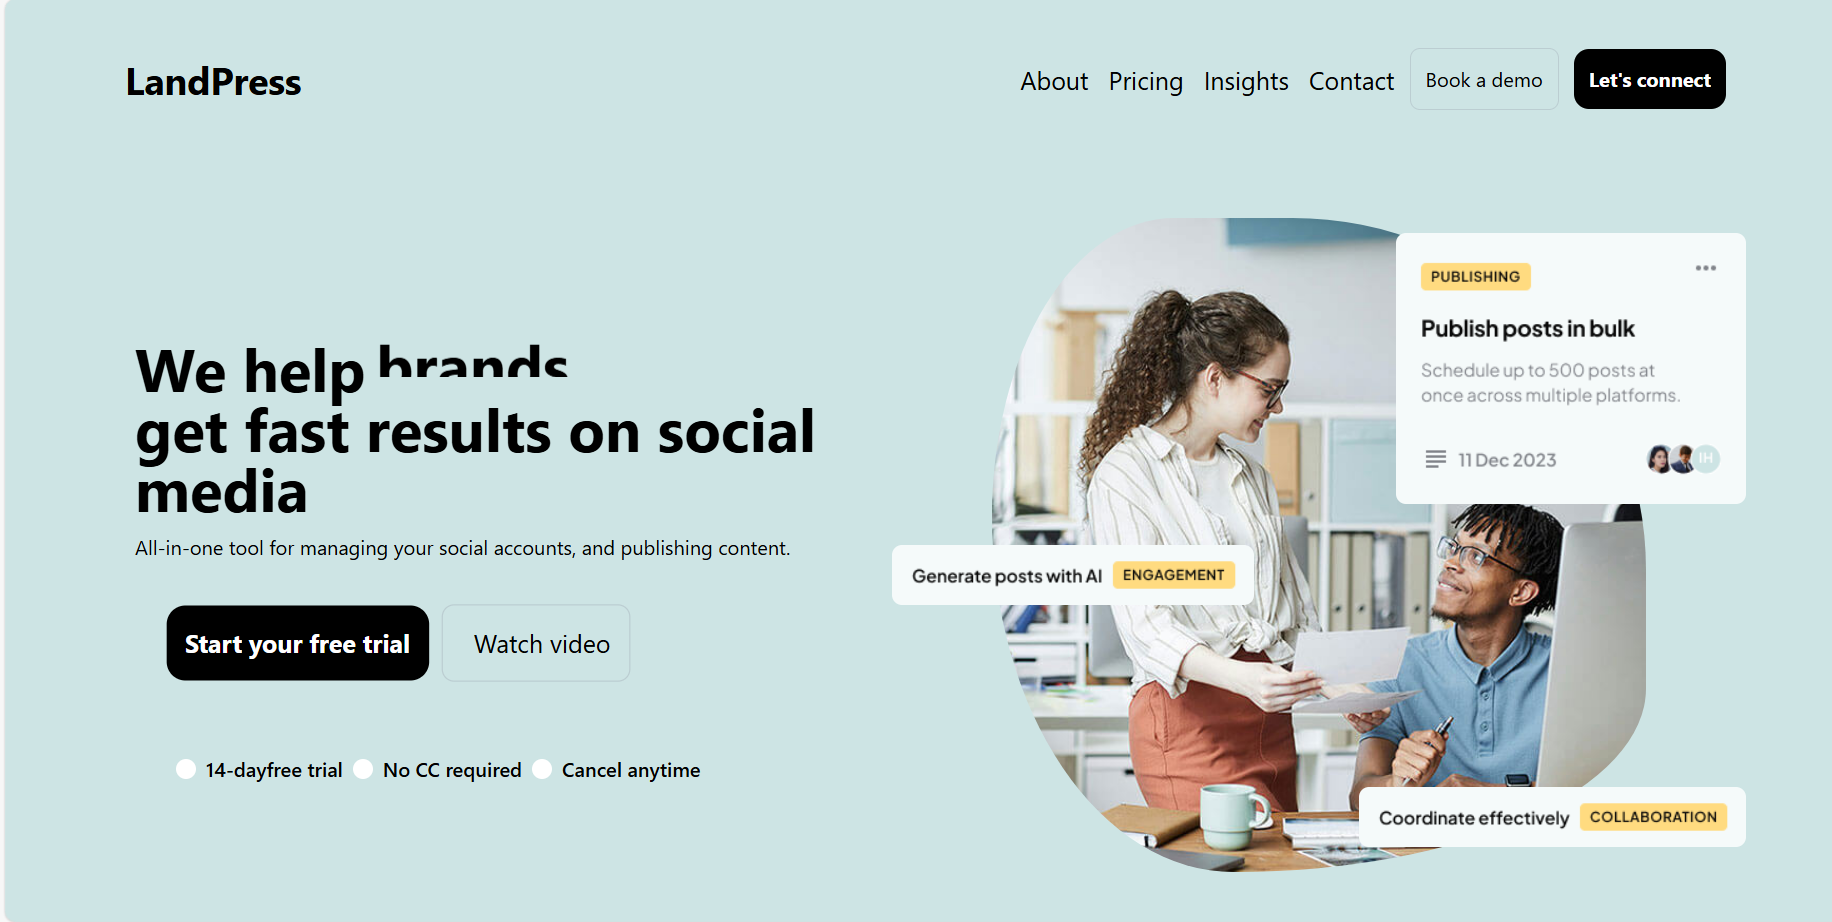 LandPress
About Pricing Insights Contact Book a demo Let's connect
We help brands
get fast results on social
media
All-in-one tool for managing your social accounts, and publishing content.
Start your free trial Watch video
14-dayfree trial No CC required Cancel anytime
PUBLISHING
Publish posts in bulk
Schedule up to 500 posts at
once across multiple platforms.
11 Dec 2023 IH
Generate posts with AI ENGAGEMENT
Coordinate effectively COLLABORATION